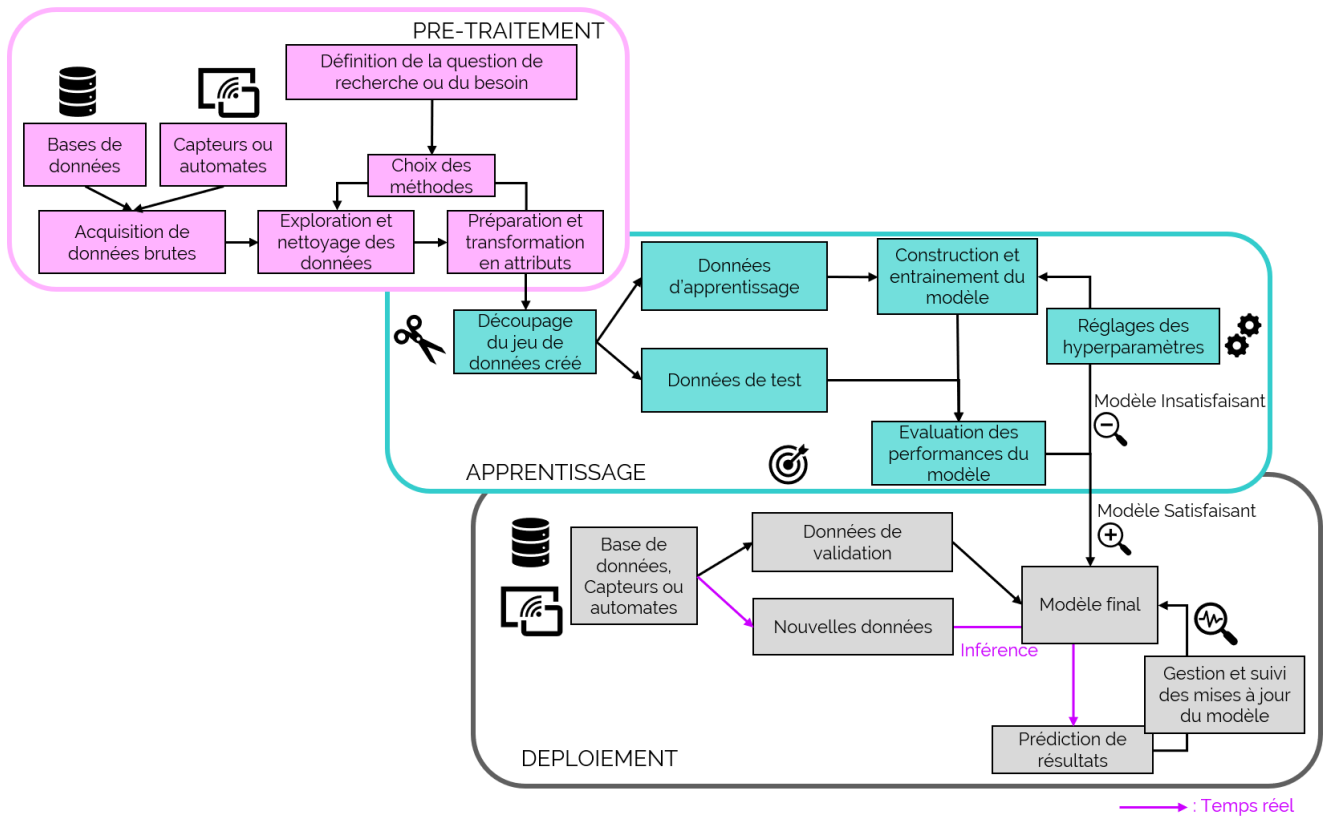 PRE-TRAITEMENT
Définition de la question de
recherche ou du besoin
Bases de
données
Capteurs ou
automates
Choix des
méthodes
Acquisition de
données brutes
Exploration et
nettoyage des
données
Préparation et
transformation
en attributs
Découpage
du jeu de
données créé
Données
d'apprentissage
Construction et
entrainement du
modèle
Réglages des
hyperparamètres
Données de test
Modèle Insatisfaisant
Evaluation des
performances du
modèle
APPRENTISSAGE
Modèle Satisfaisant
Base de
données,
Capteurs ou
automates
Données de
validation
Nouvelles données
Inférence
Modèle final
Gestion et suivi
des mises à jour
du modèle
Prédiction de
résultats
DEPLOIEMENT
: Temps réel